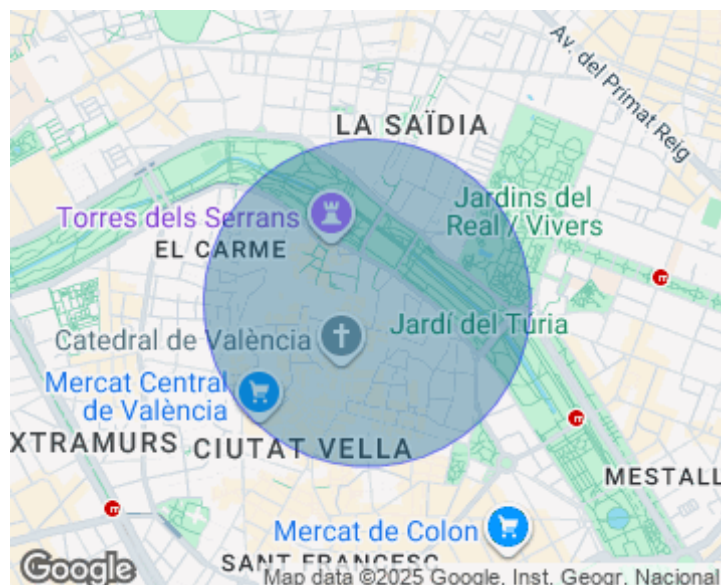 Av. del Primat Reig
LA SAÏDIA
Jardins del
Real / Vivers
Torres dels Serrans
EL CARME
Jardí del Túria
Catedral de València
Mercat Central
de València
XTRAMURS
CIUTAT VELLA
MESTALL
Mercat de Colon
SANT FRANCESC
Google
Map data ©2025 Google, Inst. Geogr. Nacional